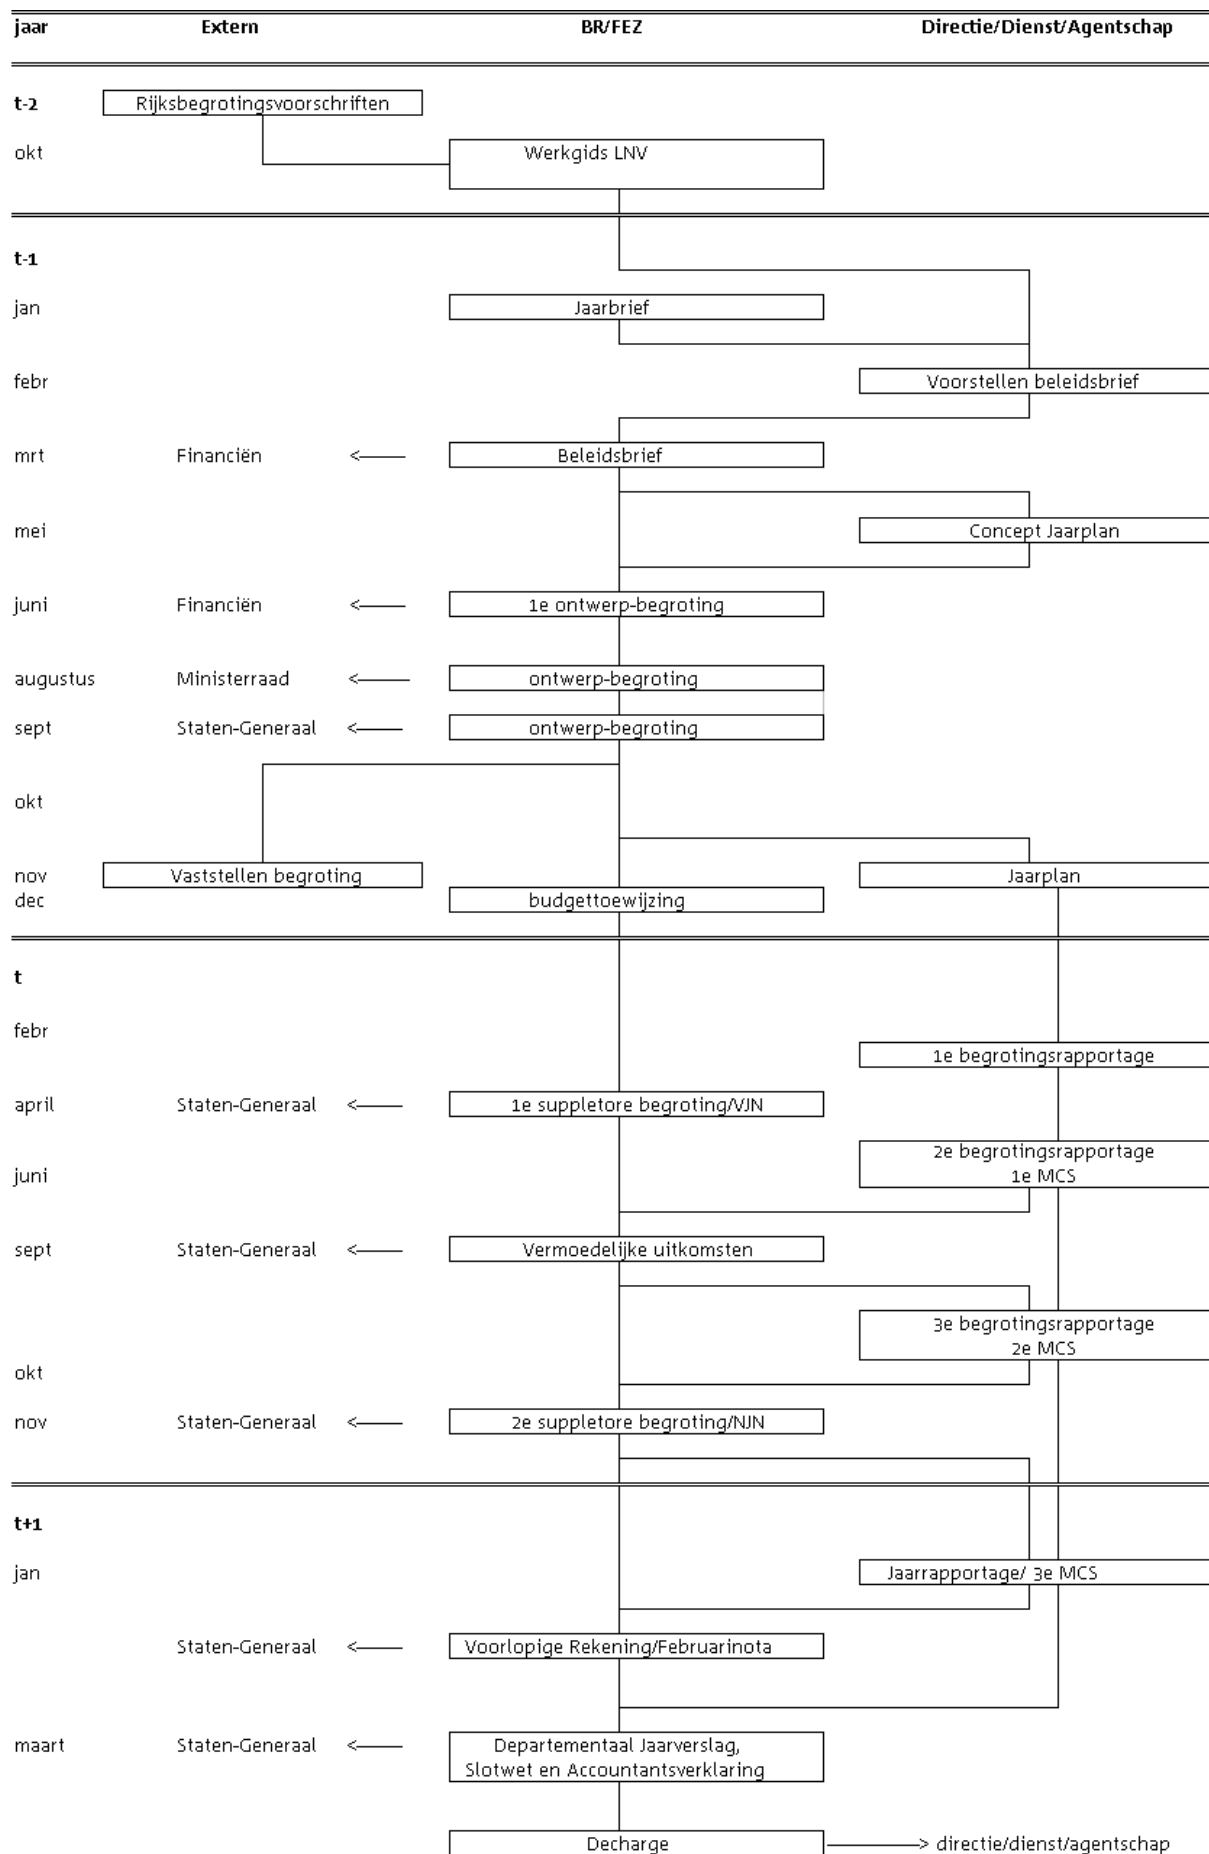 jaar Extern BR/FEZ Directie/Dienst/Agentschap
t-2 Rijksbegrotingsvoorschriften
okt Werkgids LNV
t-1
jan Jaarbrief
febr Voorstellen beleidsbrief
mrt Financiën <—— Beleidsbrief
mei Concept Jaarplan
juni Financiën <—— 1e ontwerp-begroting
augustus Ministerraad <—— ontwerp-begroting
sept Staten-Generaal <—— ontwerp-begroting
okt
nov Vaststellen begroting Jaarplan
dec budgettoewijzing
t
febr
1e begrotingsrapportage
april Staten-Generaal <—— 1e suppletore begroting/VJN
2e begrotingsrapportage
juni 1e MCS
sept Staten-Generaal <—— Vermoedelijke uitkomsten
3e begrotingsrapportage
2e MCS
okt
nov Staten-Generaal <—— 2e suppletore begroting/NJN
t+1
jan Jaarrapportage/ 3e MCS
Staten-Generaal <—— Voorlopige Rekening/Februarinota
maart Staten-Generaal <—— Departementaal Jaarverslag,
Slotwet en Accountantsverklaring
Decharge ——> directie/dienst/agentschap